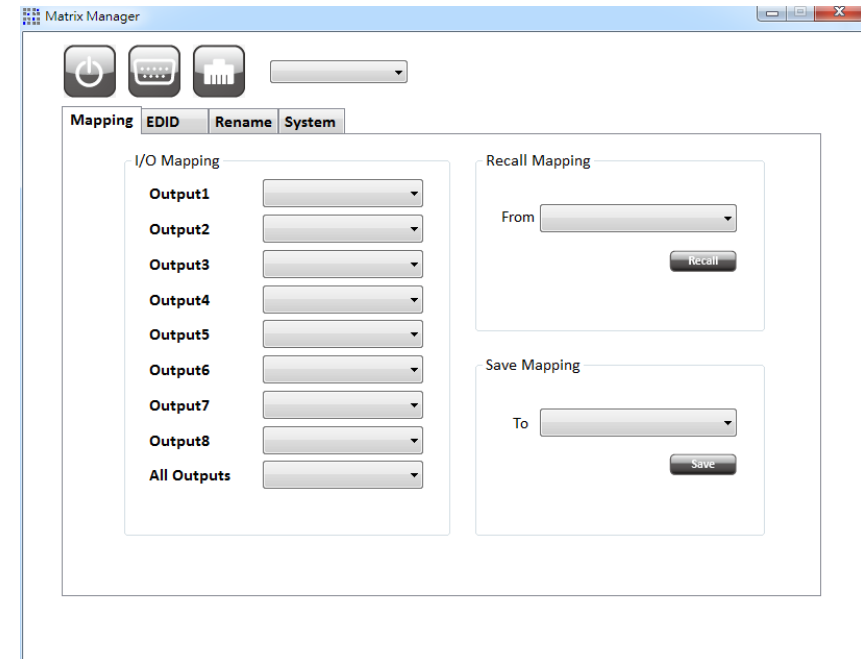 Matrix Manager
Mapping EDID Rename System
I/O Mapping
Output1
Output2
Output3
Output4
Output5
Output6
Output7
Output8
All Outputs
Recall Mapping
From
Recall
Save Mapping
To
Save